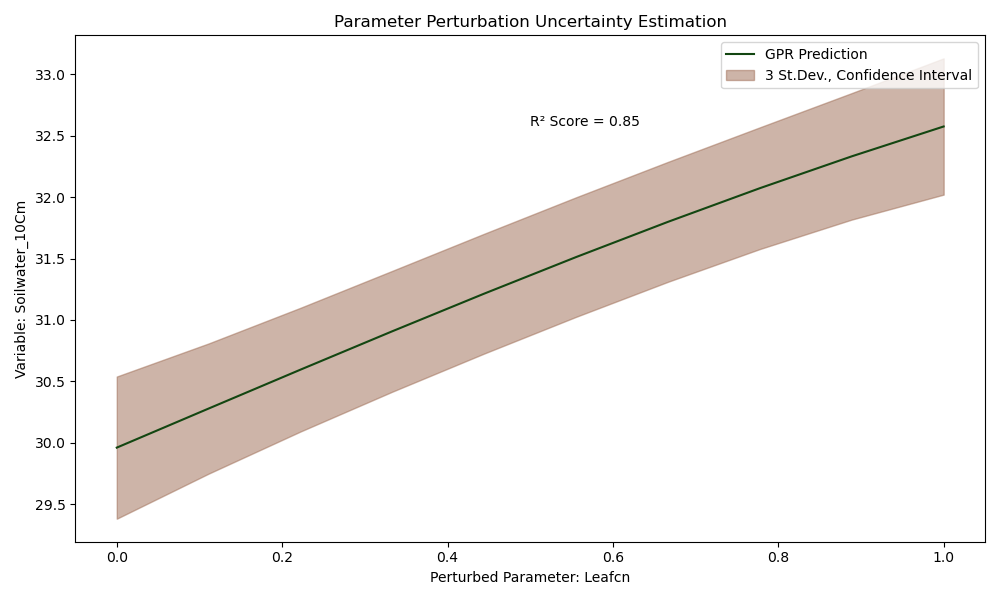 Parameter Perturbation Uncertainty Estimation
GPR Prediction
3 St.Dev., Confidence Interval
R² Score = 0.85
Variable: Soilwater_10Cm
33.0
32.5
32.0
31.5
31.0
30.5
30.0
29.5
0.0 0.2 0.4 0.6 0.8 1.0
Perturbed Parameter: Leafcn